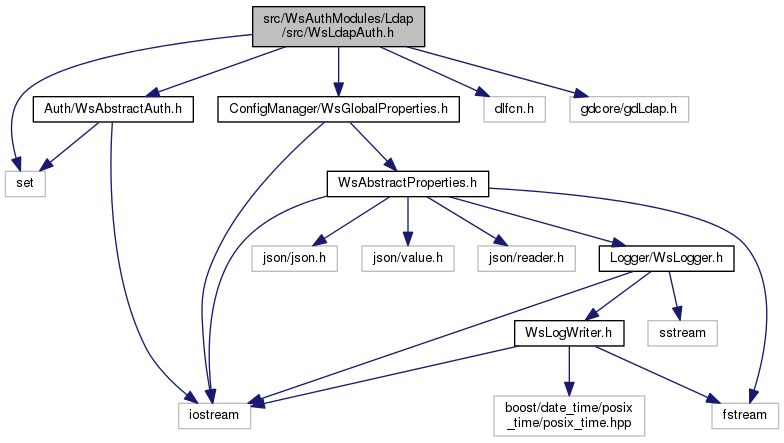 src/WsAuthModules/Ldap
/src/WsLdapAuth.h
Auth/WsAbstractAuth.h
ConfigManager/WsGlobalProperties.h
dlfcn.h
gdcore/gdLdap.h
set
WsAbstractProperties.h
json/json.h
json/value.h
json/reader.h
Logger/WsLogger.h
WsLogWriter.h
sstream
iostream
boost/date_time/posix
_time/posix_time.hpp
fstream